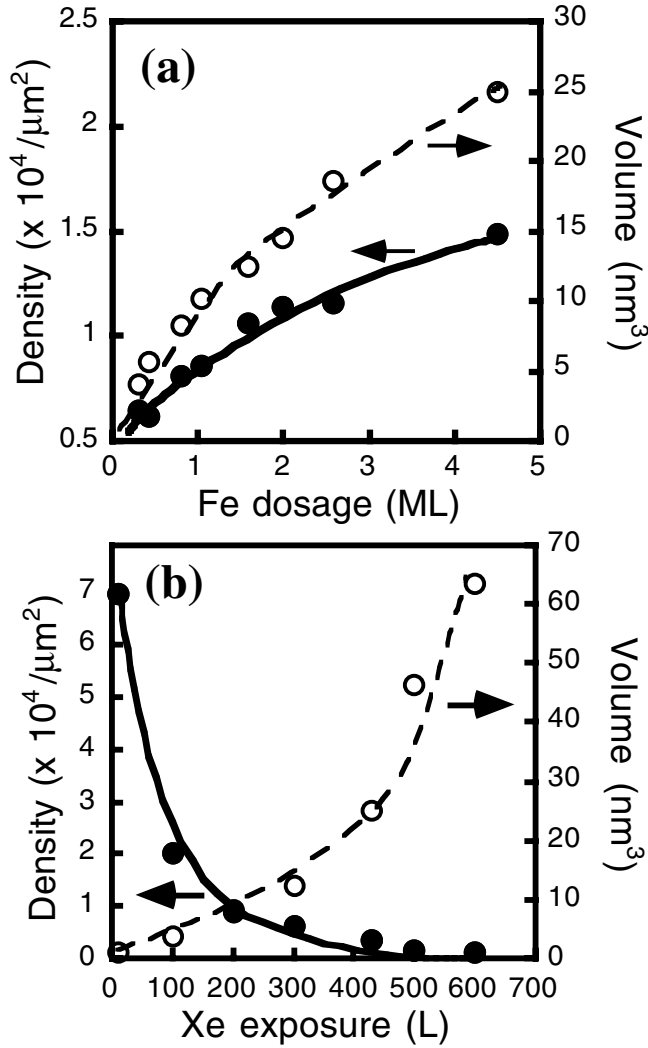 (a)
Density (x 10⁴/μm²)
2.5
2
1.5
1
0.5
30
25
20
15
10
5
0
Volume (nm³)
0 1 2 3 4 5
Fe dosage (ML)
(b)
Density (x 10⁴/μm²)
7
6
5
4
3
2
1
0
70
60
50
40
30
20
10
0
Volume (nm³)
0 100 200 300 400 500 600 700
Xe exposure (L)